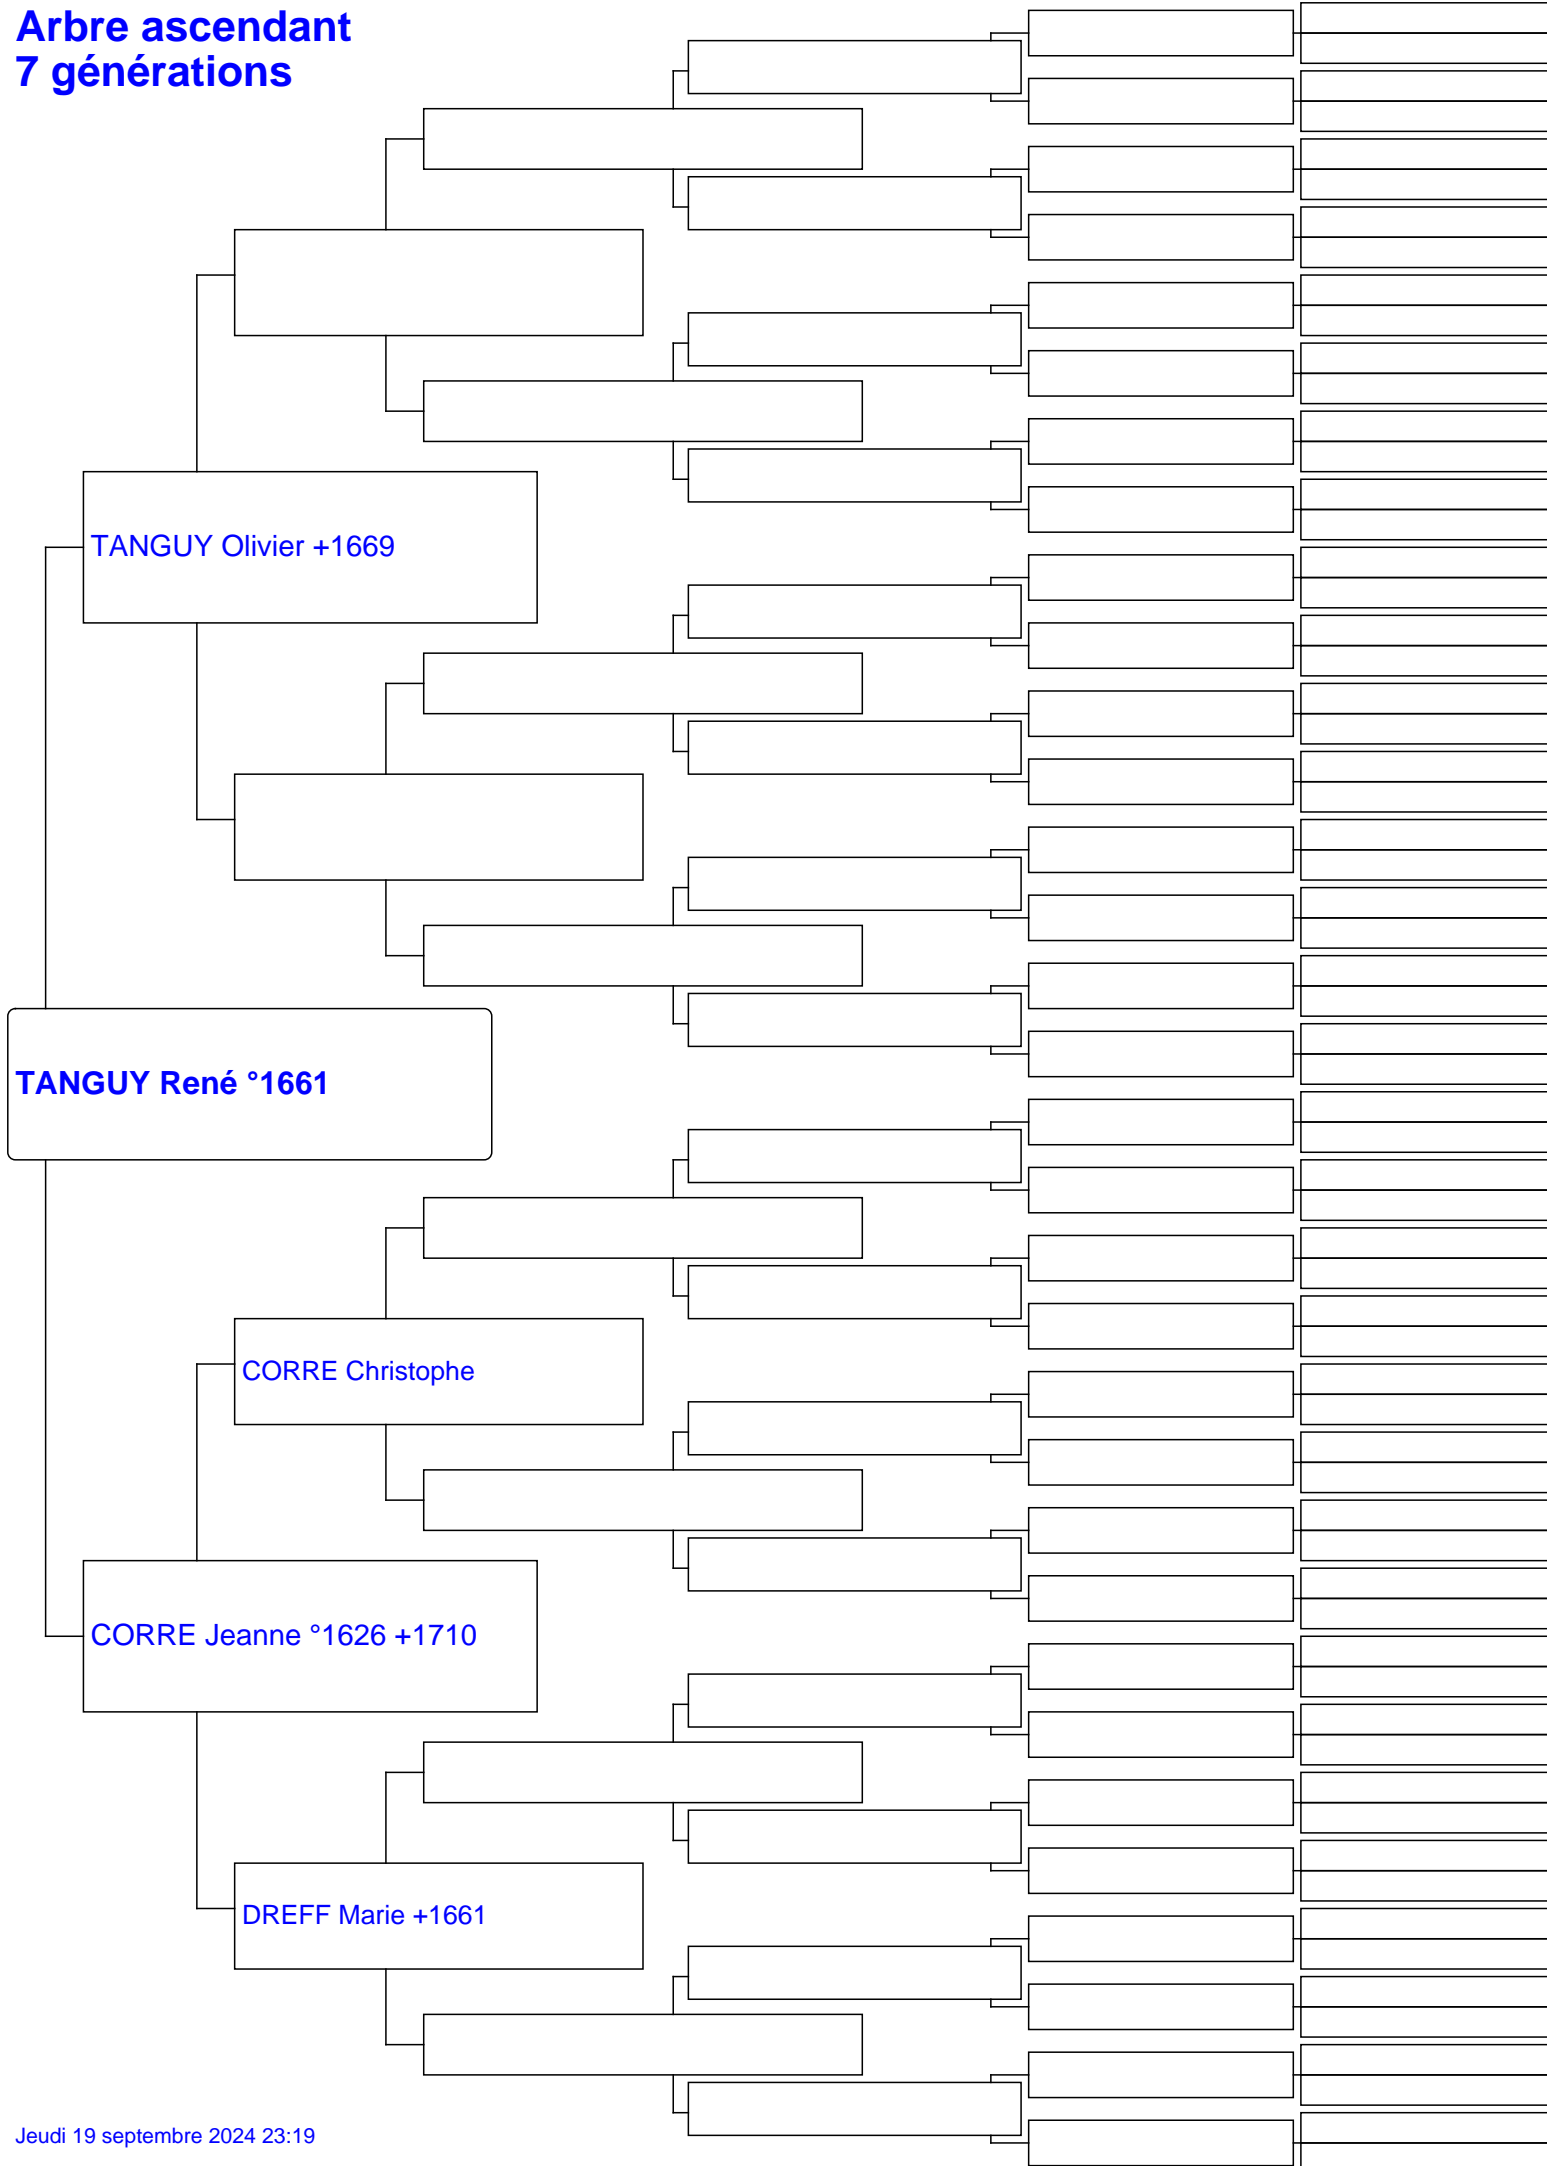 Arbre ascendant
7 générations
TANGUY Olivier +1669
TANGUY René °1661
CORRE Christophe
CORRE Jeanne °1626 +1710
DREFF Marie +1661
Jeudi 19 septembre 2024 23:19